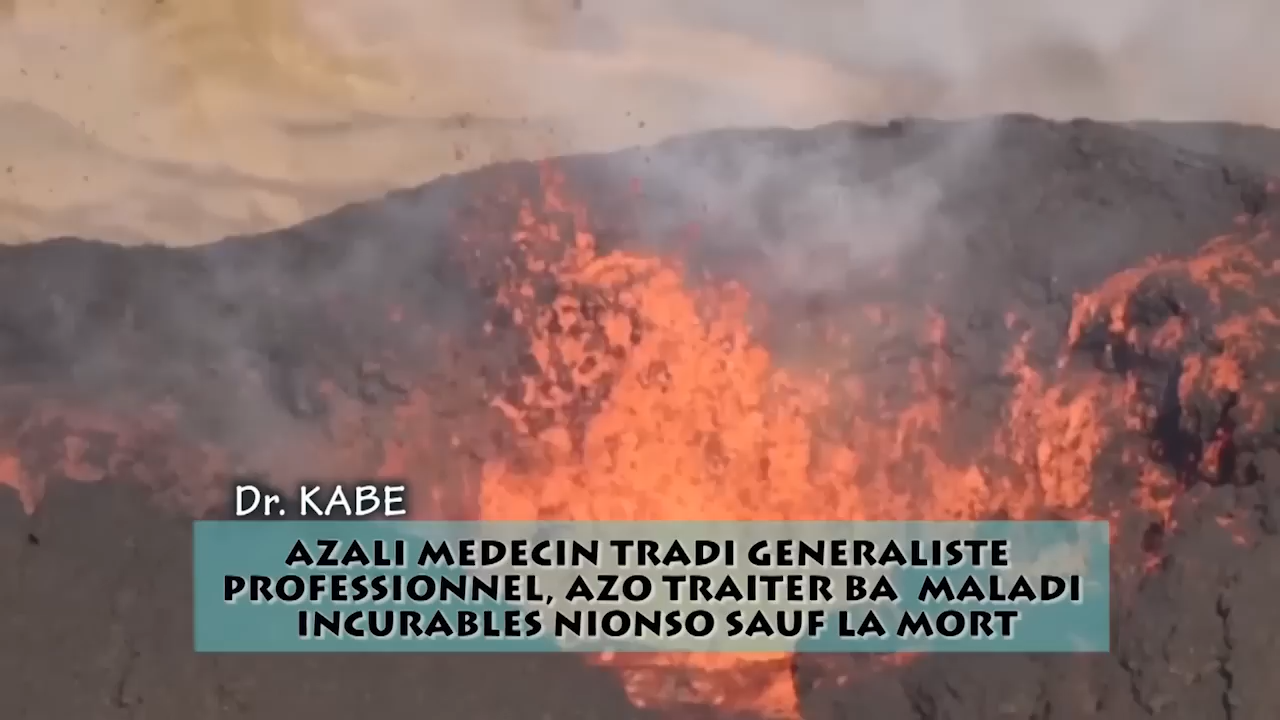 Dr. KABE
AZALI MEDECIN TRADI GENERALISTE
PROFESSIONNEL, AZO TRAITER BA MALADI
INCURABLES NIONSO SAUF LA MORT